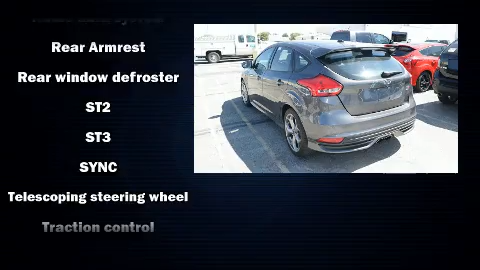 Rear Armrest
Rear window defroster
ST2
ST3
SYNC
Telescoping steering wheel
Traction control